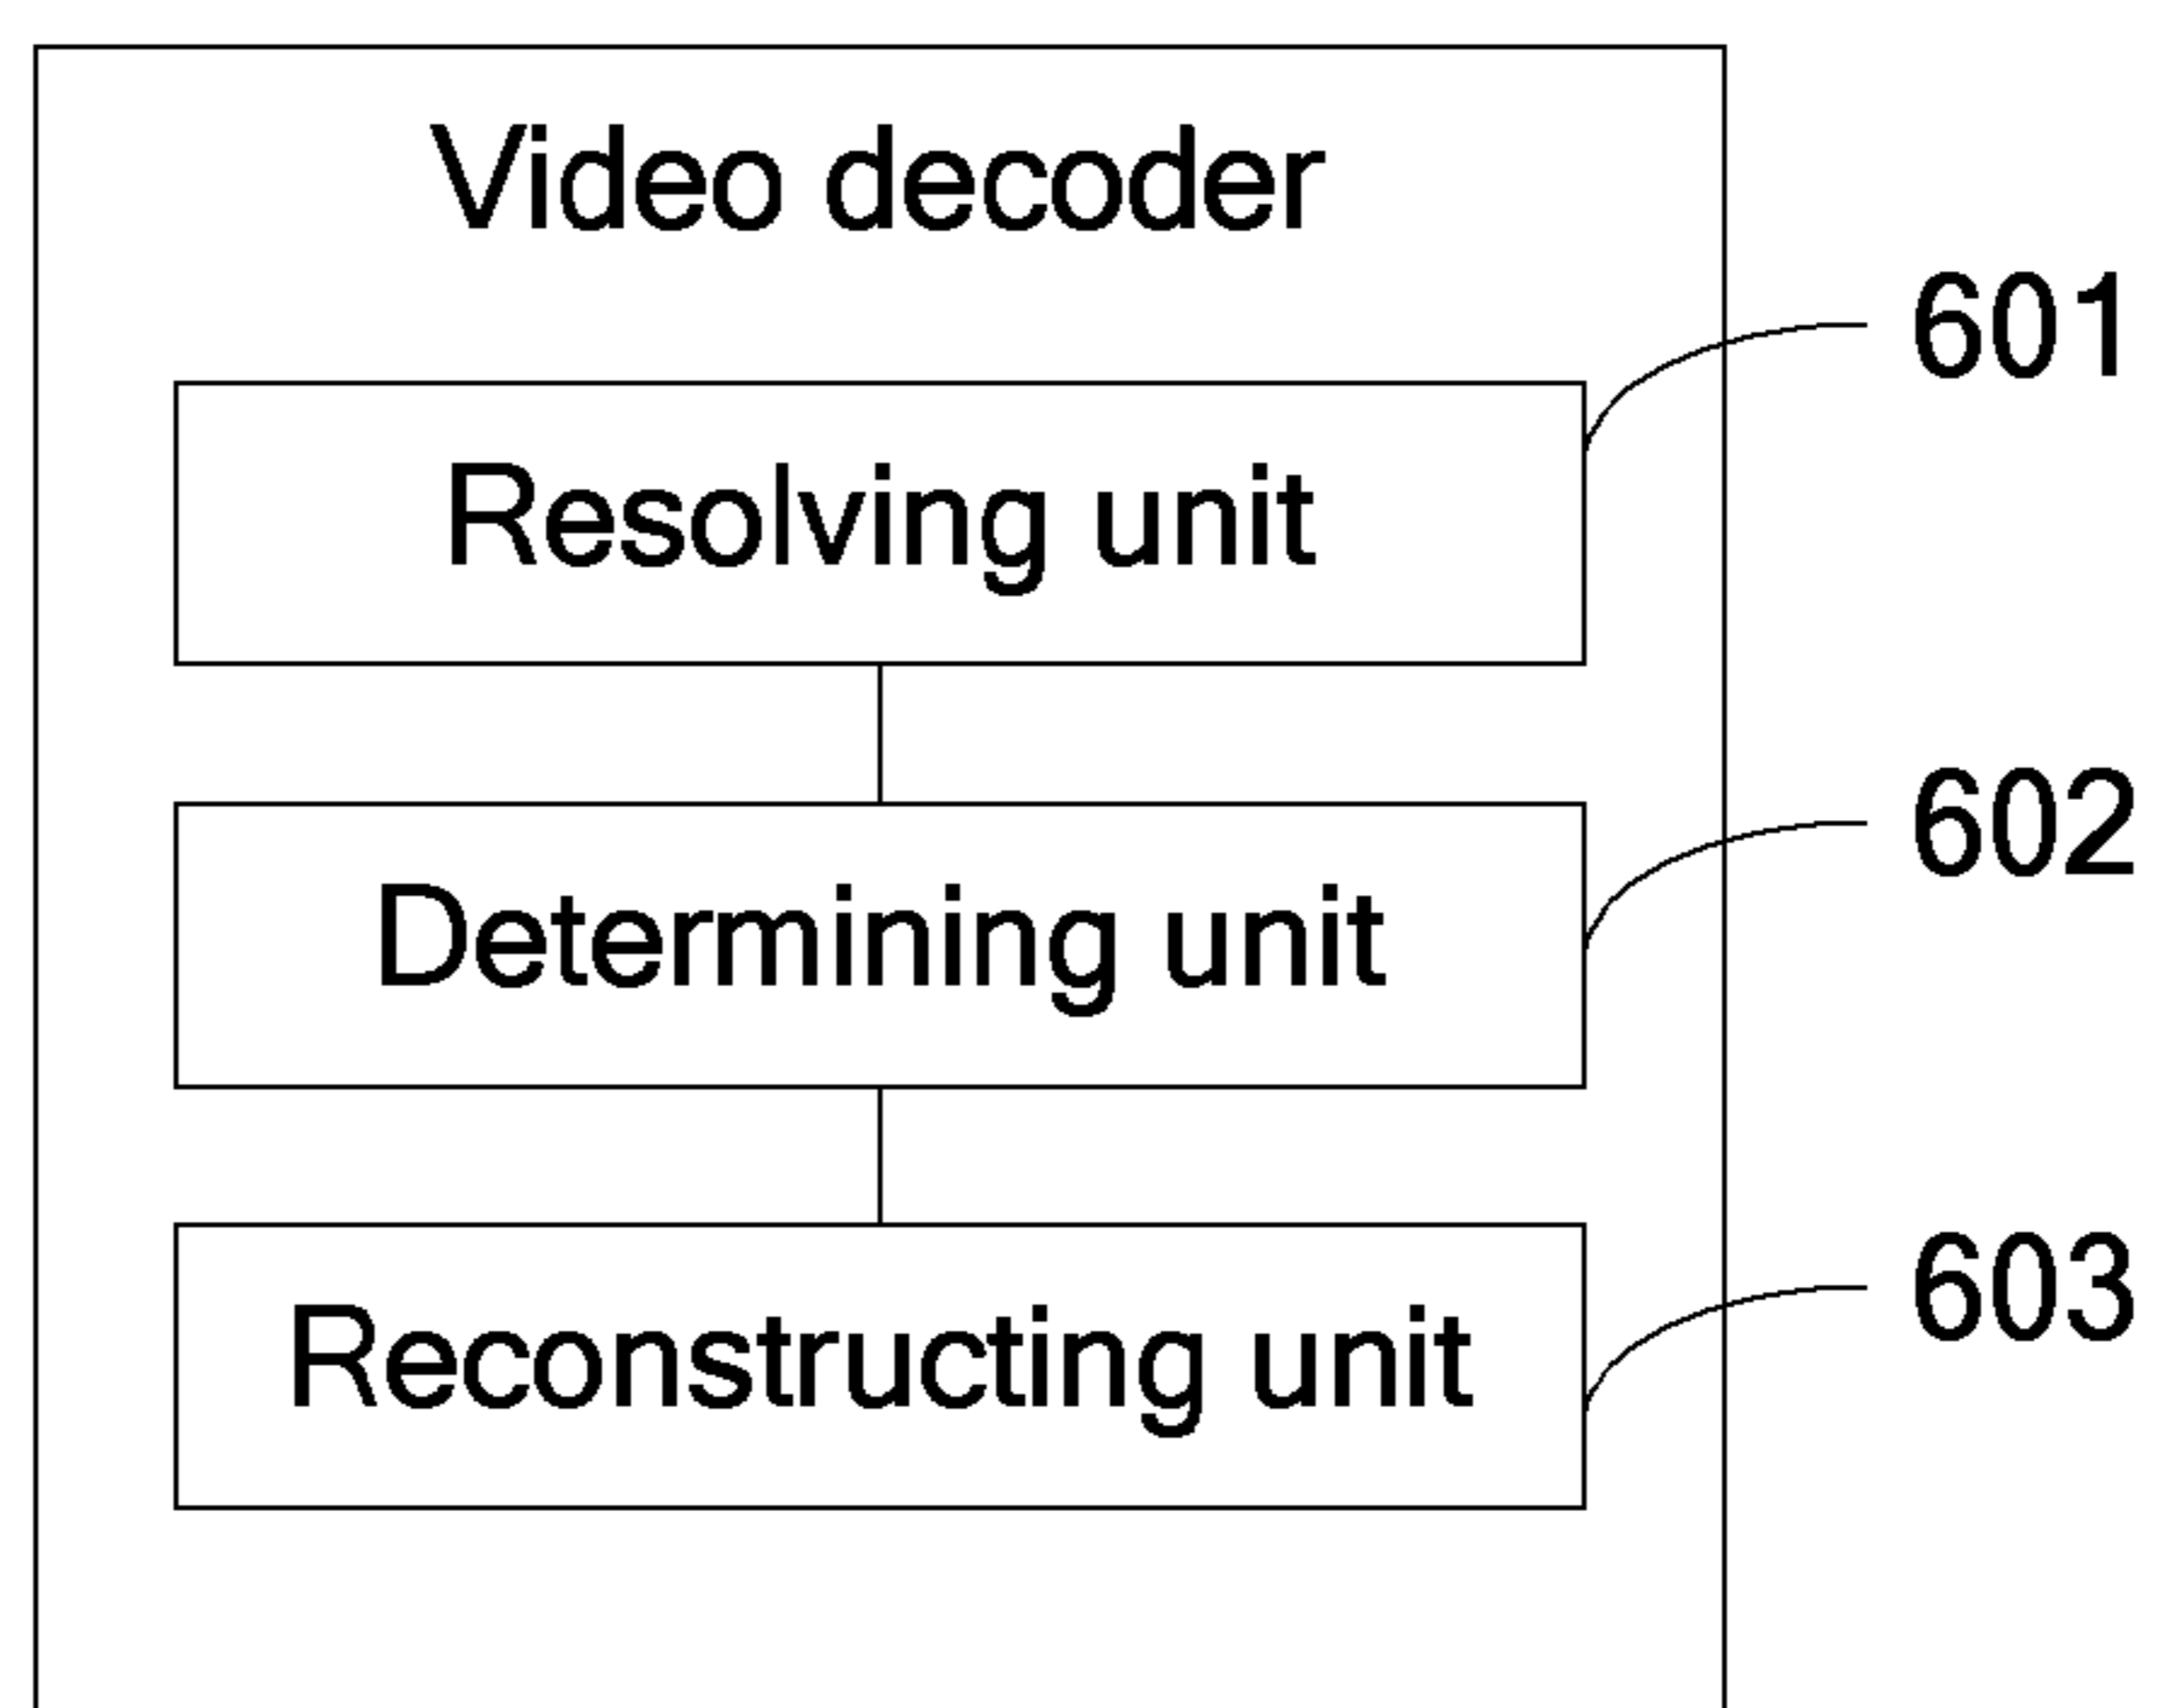 Video decoder
601
Resolving unit
602
Determining unit
603
Reconstructing unit